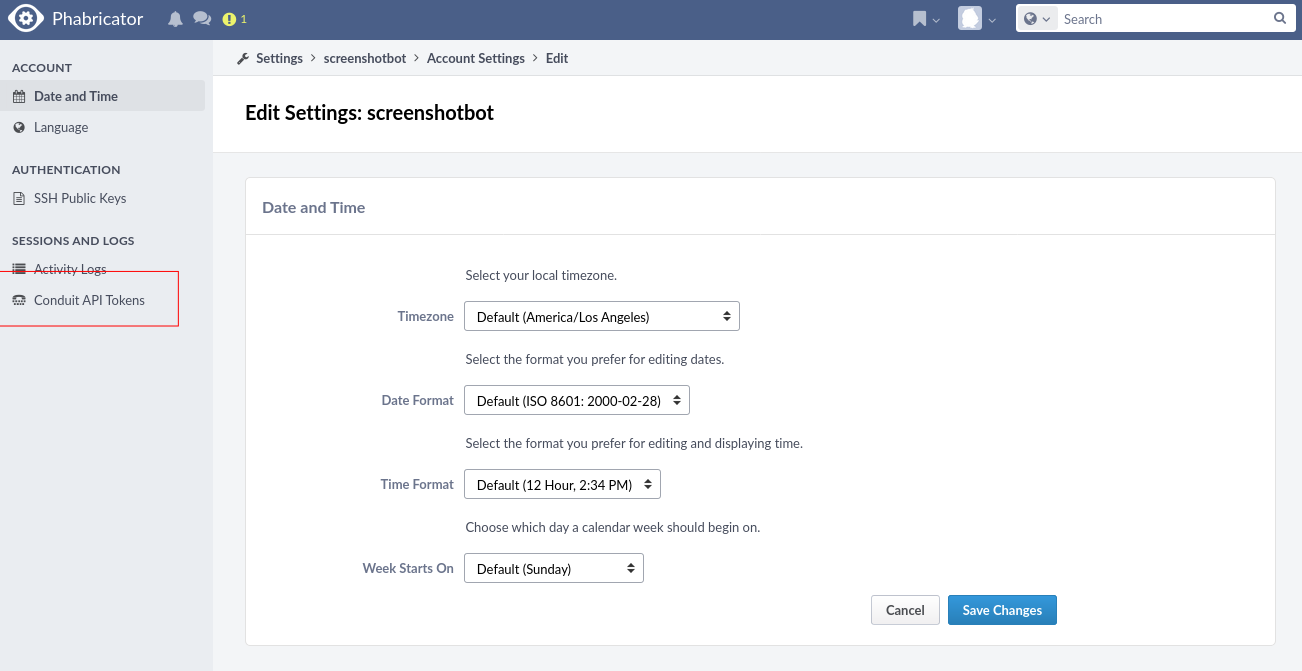 Phabricator 1 Search
ACCOUNT
Date and Time
Language
AUTHENTICATION
SSH Public Keys
SESSIONS AND LOGS
Activity Logs
Conduit API Tokens
Settings > screenshotbot > Account Settings > Edit
Edit Settings: screenshotbot
Date and Time
Select your local timezone.
Timezone Default (America/Los Angeles)
Select the format you prefer for editing dates.
Date Format Default (ISO 8601: 2000-02-28)
Select the format you prefer for editing and displaying time.
Time Format Default (12 Hour, 2:34 PM)
Choose which day a calendar week should begin on.
Week Starts On Default (Sunday)
Cancel Save Changes